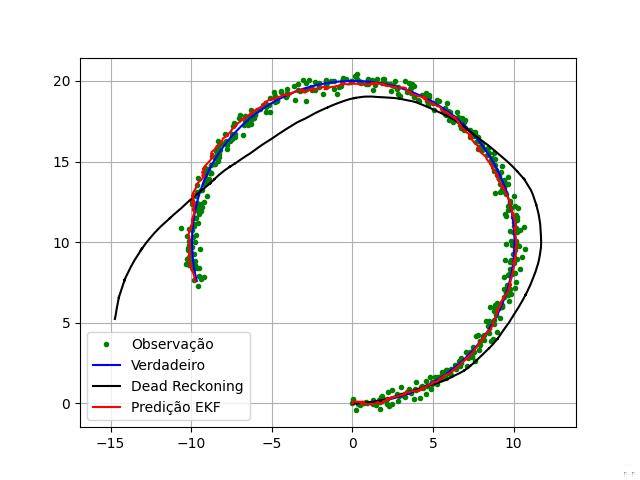 20
15
10
5
0
Observação
Verdadeiro
Dead Reckoning
Predição EKF
−15 −10 −5 0 5 10